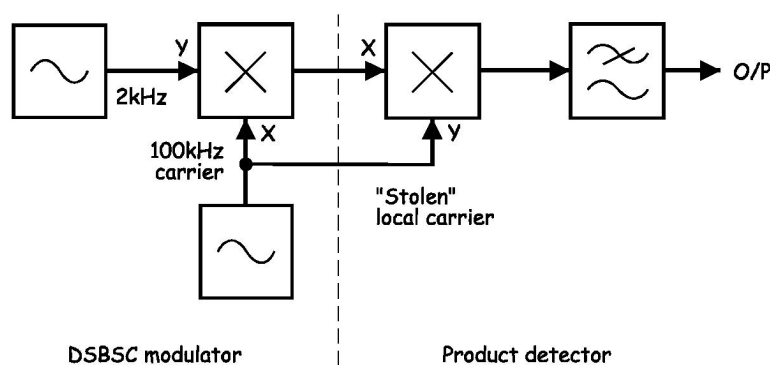 Y
X
O/P
2kHz
X
Y
100kHz
carrier
"Stolen"
local carrier
DSBSC modulator
Product detector